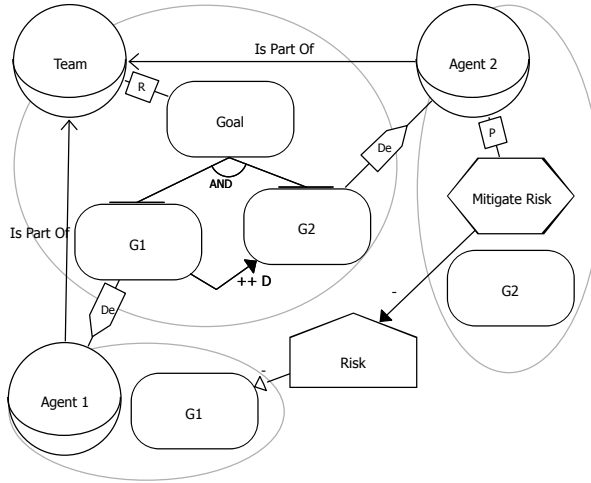 Is Part Of
Team
Agent 2
R
Goal
De
P
AND
Mitigate Risk
G1
G2
Is Part Of
++ D
G2
De
-
-
Risk
Agent 1
G1